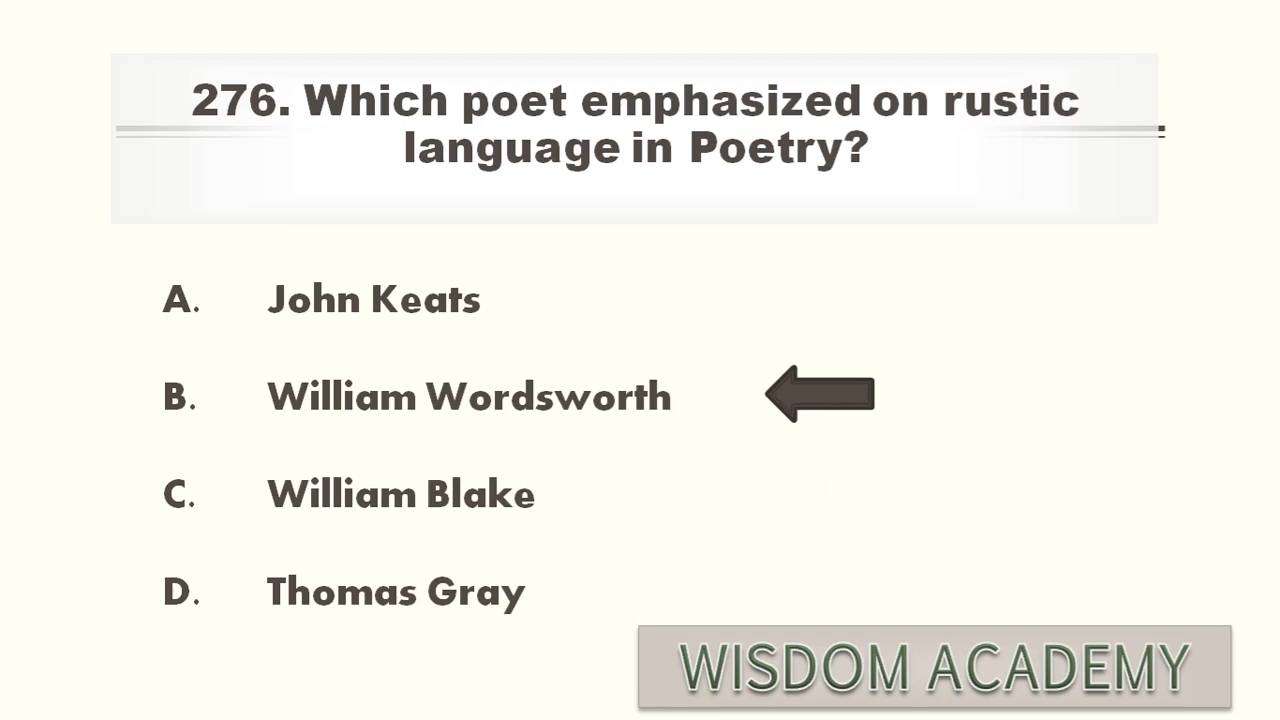 276. Which poet emphasized on rustic
language in Poetry?
A. John Keats
B. William Wordsworth
C. William Blake
D. Thomas Gray
WISDOM ACADEMY